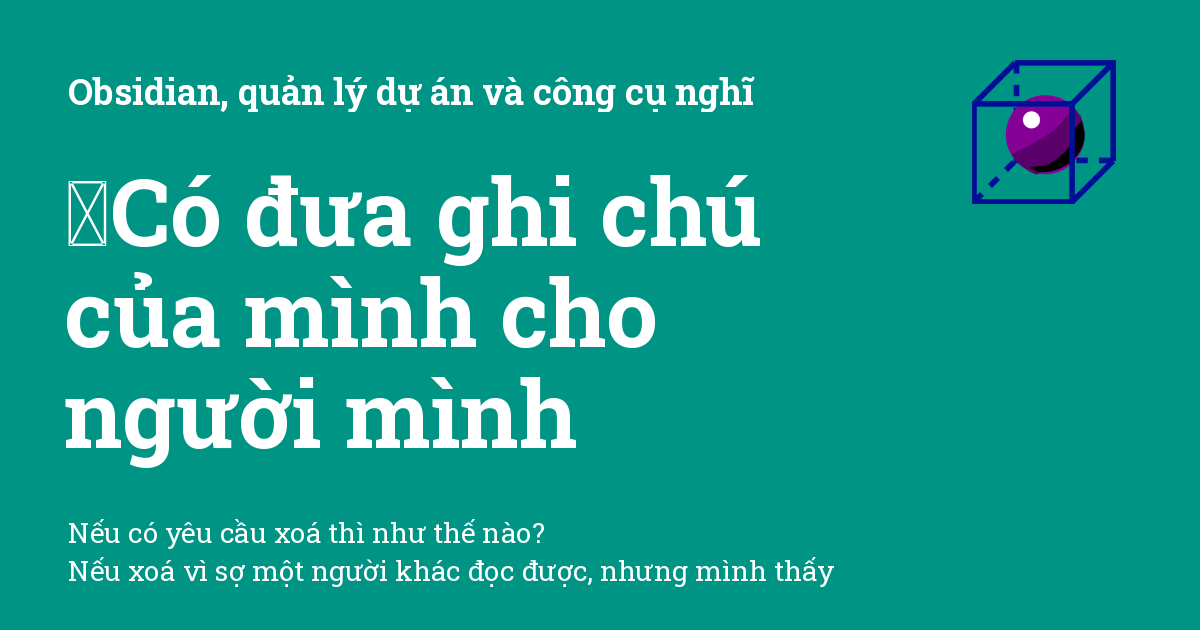 Obsidian, quản lý dự án và công cụ nghĩ
Có đưa ghi chú
của mình cho
người mình
Nếu có yêu cầu xoá thì như thế nào?
Nếu xoá vì sợ một người khác đọc được, nhưng mình thấy